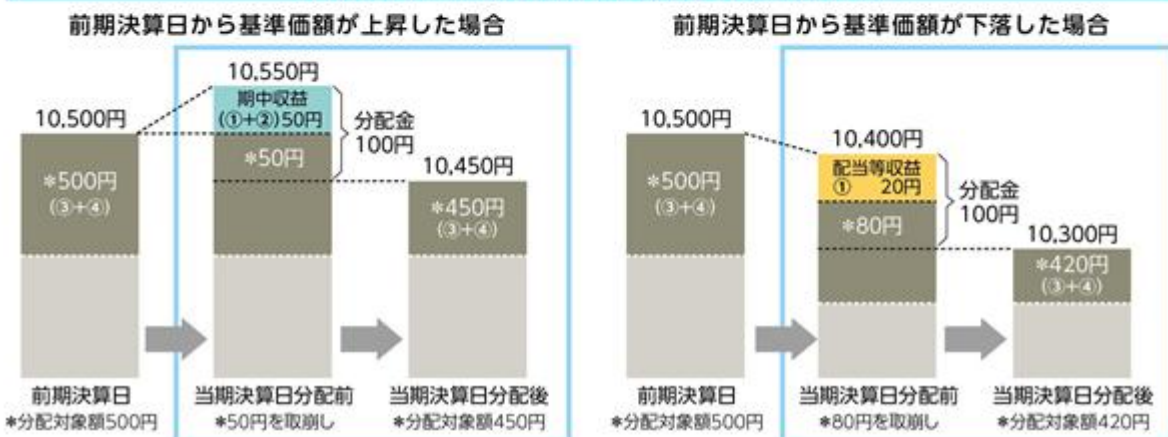 前期決算日から基準価額が上昇した場合
10,550円
期中収益
(①+②)50円
10,500円
分配金
100円
*50円
10,450円
*500円
(③+④)
*450円
(③+④)
前期決算日
当期決算日分配前
当期決算日分配後
*分配対象額500円
*50円を取崩し
*分配対象額450円
前期決算日から基準価額が下落した場合
10,500円
10,400円
配当等収益
① 20円
*500円
(③+④)
分配金
100円
*80円
10,300円
*420円
(③+④)
前期決算日
当期決算日分配前
当期決算日分配後
*分配対象額500円
*80円を取崩し
*分配対象額420円